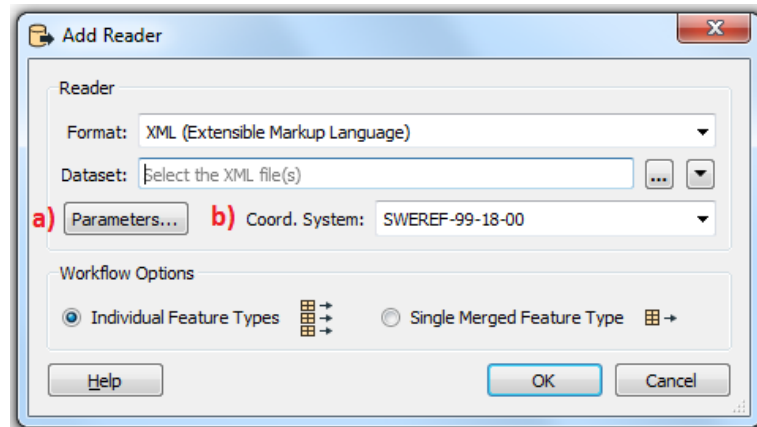 Add Reader
Reader
Format: XML (Extensible Markup Language)
Dataset: Select the XML file(s) ...
a) Parameters... b) Coord. System: SWEREF-99-18-00
Workflow Options
Individual Feature Types Single Merged Feature Type
Help OK Cancel